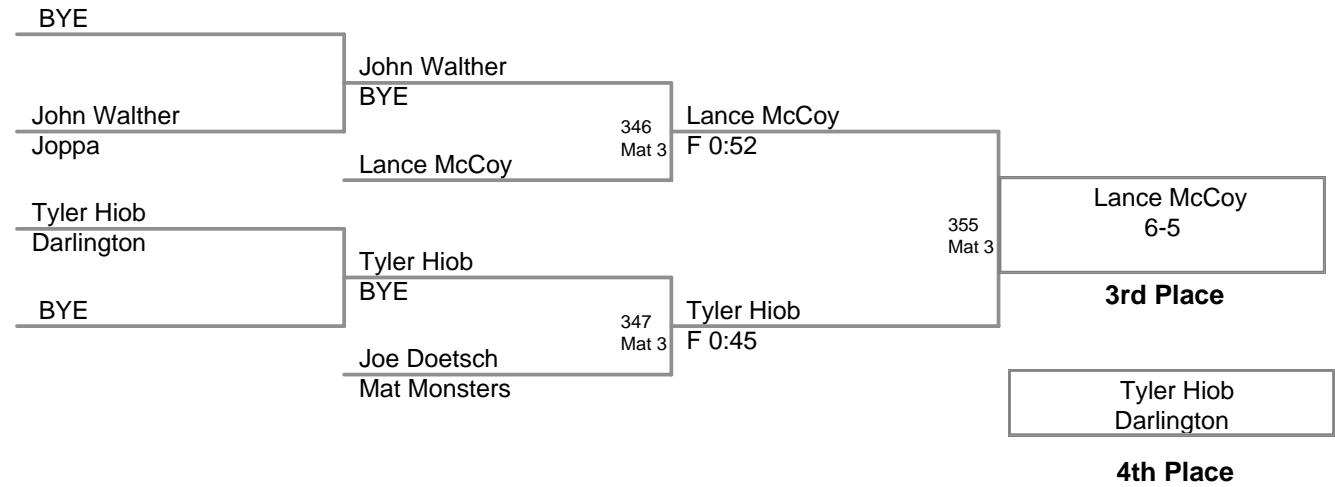 BYE
John Walther
Joppa
Tyler Hiob
Darlington
BYE
John Walther
BYE
Lance McCoy
Tyler Hiob
BYE
Joe Doetsch
Mat Monsters
346
Mat 3
347
Mat 3
Lance McCoy
F 0:52
Tyler Hiob
F 0:45
355
Mat 3
Lance McCoy
6-5
3rd Place
Tyler Hiob
Darlington
4th Place